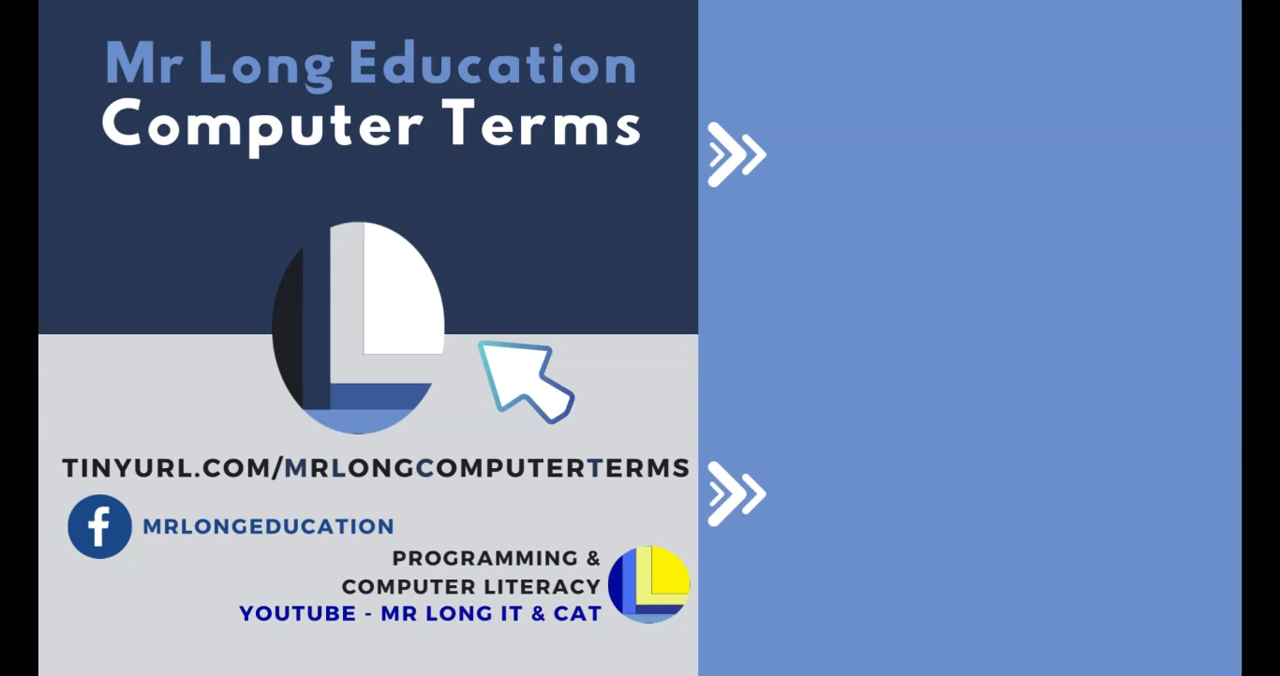 Mr Long Education
Computer Terms
TINYURL.COM/MRLONGCOMPUTERTERMS
f MRLONGEDUCATION
PROGRAMMING &
COMPUTER LITERACY
YOUTUBE - MR LONG IT & CAT